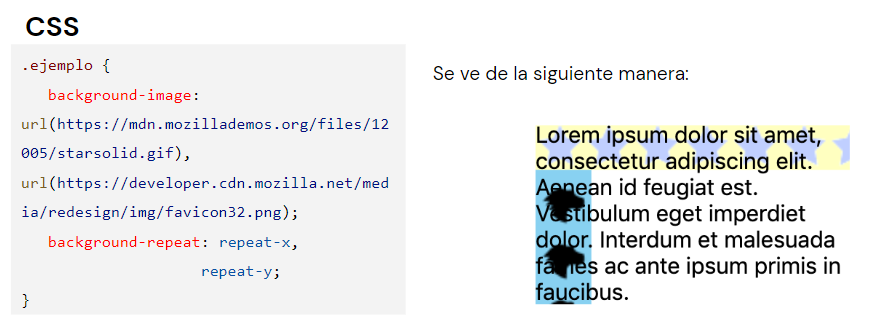 CSS
.ejemplo {
background-image:
url(https://mdn.mozillademos.org/files/12
005/starsolid.gif),
url(https://developer.cdn.mozilla.net/med
ia/redesign/img/favicon32.png);
background-repeat: repeat-x,
repeat-y;
}
Se ve de la siguiente manera:
Lorem ipsum dolor sit amet,
consectetur adipiscing elit.
Aenean id feugiat est.
Vestibulum eget imperdiet
dolor. Interdum et malesuada
fames ac ante ipsum primis in
faucibus.